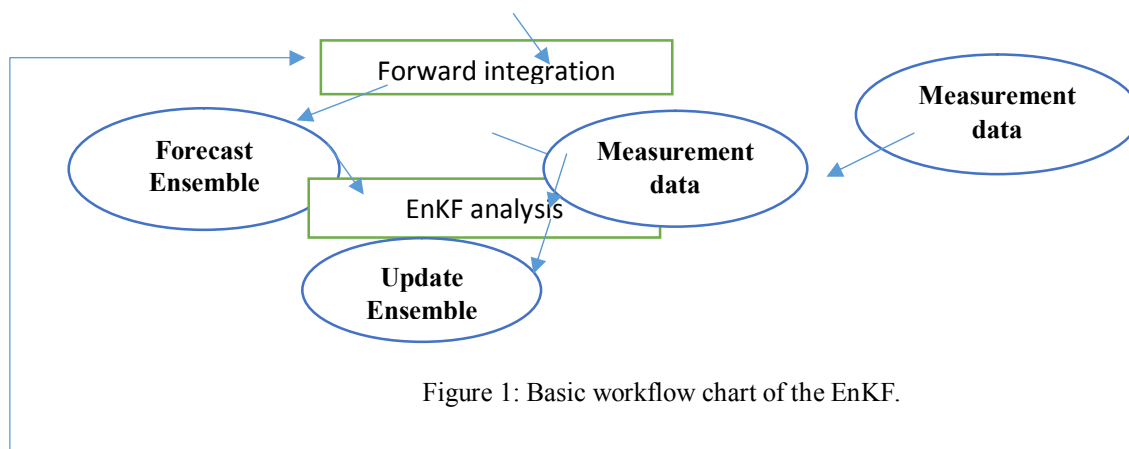 Forward integration
Forecast
Ensemble
Measurement
data
Measurement
data
EnKF analysis
Update
Ensemble
Figure 1: Basic workflow chart of the EnKF.